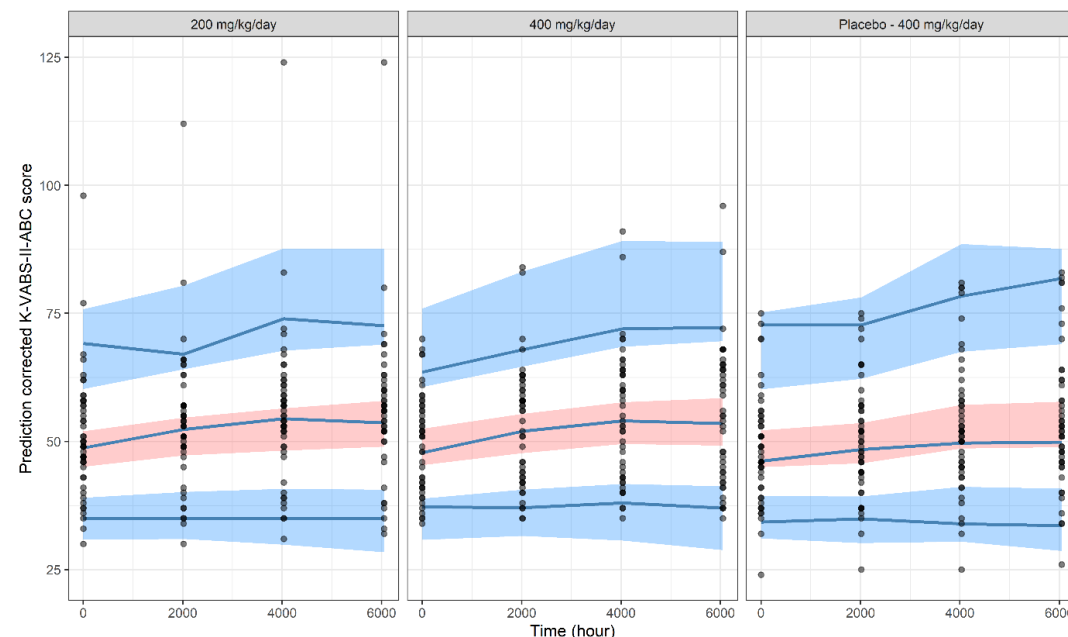 200 mg/kg/day
400 mg/kg/day
Placebo - 400 mg/kg/day
Prediction corrected K-VABS-II-ABC score
125
100
75
50
25
0 2000 4000 6000
0 2000 4000 6000
0 2000 4000 6000
Time (hour)